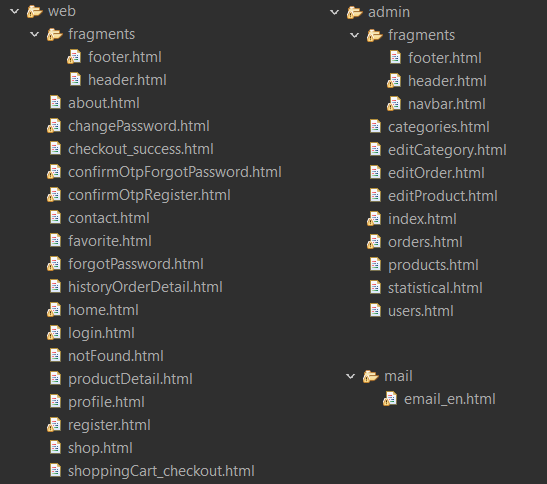 web
fragments
footer.html
header.html
about.html
changePassword.html
checkout_success.html
confirmOtpForgotPassword.html
confirmOtpRegister.html
contact.html
favorite.html
forgotPassword.html
historyOrderDetail.html
home.html
login.html
notFound.html
productDetail.html
profile.html
register.html
shop.html
shoppingCart_checkout.html
admin
fragments
footer.html
header.html
navbar.html
categories.html
editCategory.html
editOrder.html
editProduct.html
index.html
orders.html
products.html
statistical.html
users.html
mail
email_en.html